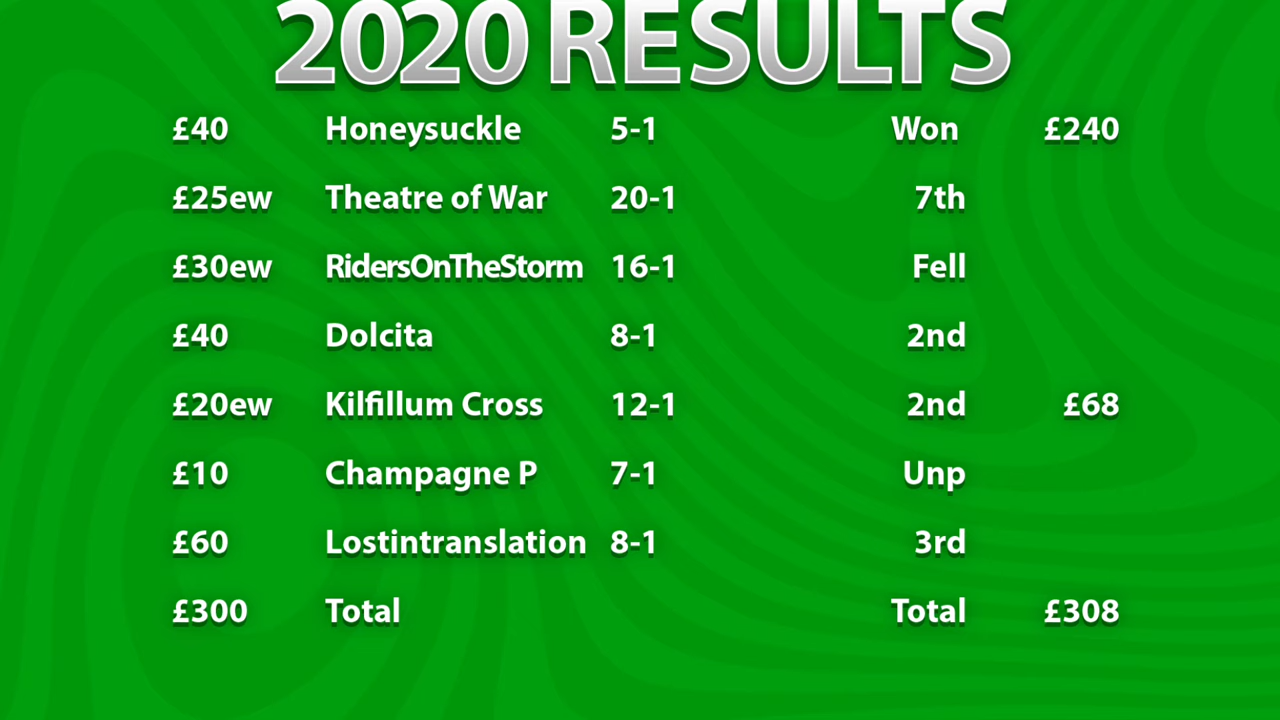 2020 RESULTS
£40 Honeysuckle 5-1 Won £240
£25ew Theatre of War 20-1 7th
£30ew RidersOnTheStorm 16-1 Fell
£40 Dolcita 8-1 2nd
£20ew Kilfillum Cross 12-1 2nd £68
£10 Champagne P 7-1 Unp
£60 Lostintranslation 8-1 3rd
£300 Total Total £308